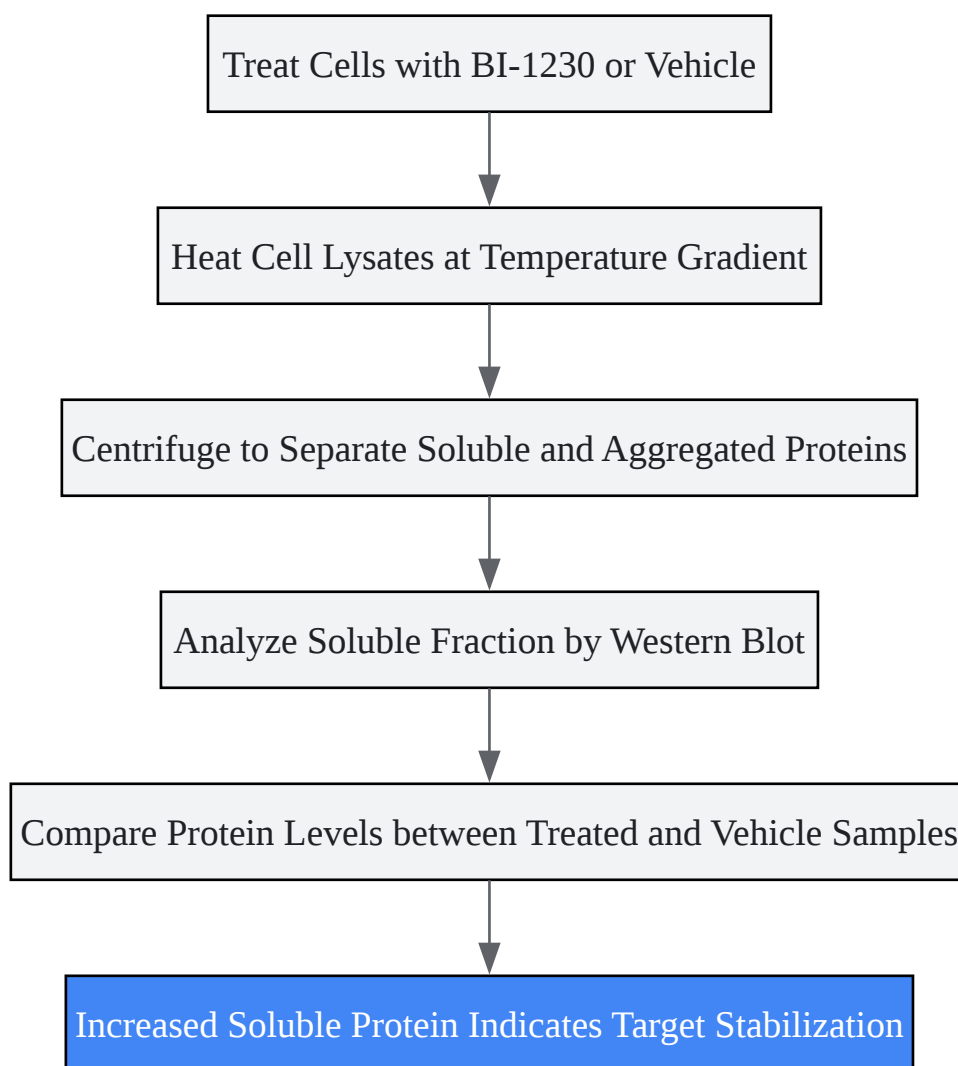 Treat Cells with BI-1230 or Vehicle
Heat Cell Lysates at Temperature Gradient
Centrifuge to Separate Soluble and Aggregated Proteins
Analyze Soluble Fraction by Western Blot
Compare Protein Levels between Treated and Vehicle Samples
Increased Soluble Protein Indicates Target Stabilization